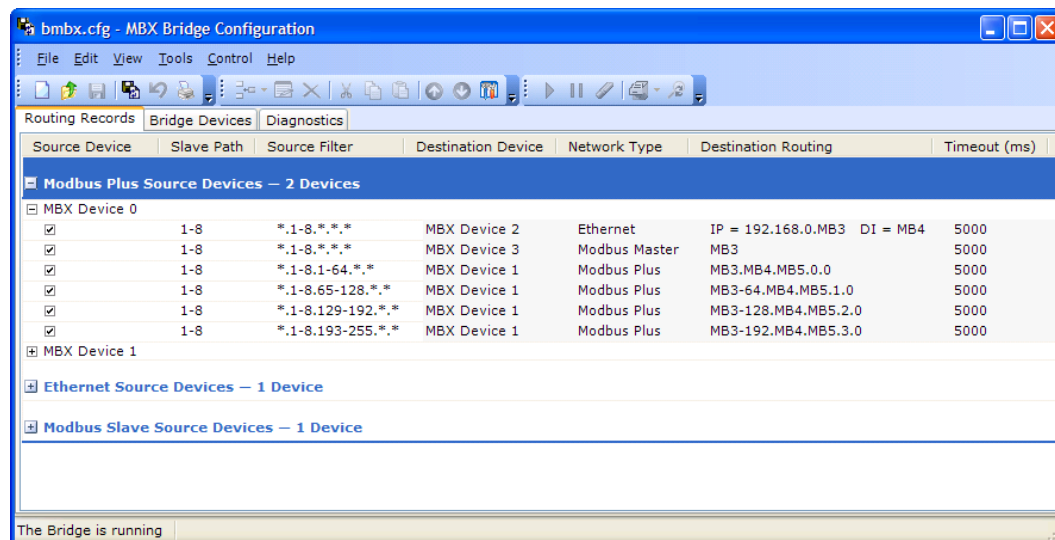 bmbx.cfg - MBX Bridge Configuration
File Edit View Tools Control Help
Routing Records Bridge Devices Diagnostics
Source Device Slave Path Source Filter Destination Device Network Type Destination Routing Timeout (ms)
Modbus Plus Source Devices — 2 Devices
MBX Device 0
1-8 *.1-8.*.*.* MBX Device 2 Ethernet IP = 192.168.0.MB3 DI = MB4 5000
1-8 *.1-8.*.*.* MBX Device 3 Modbus Master MB3 5000
1-8 *.1-8.1-64.*.* MBX Device 1 Modbus Plus MB3.MB4.MB5.0.0 5000
1-8 *.1-8.65-128.*.* MBX Device 1 Modbus Plus MB3-64.MB4.MB5.1.0 5000
1-8 *.1-8.129-192.*.* MBX Device 1 Modbus Plus MB3-128.MB4.MB5.2.0 5000
1-8 *.1-8.193-255.*.* MBX Device 1 Modbus Plus MB3-192.MB4.MB5.3.0 5000
MBX Device 1
Ethernet Source Devices — 1 Device
Modbus Slave Source Devices — 1 Device
The Bridge is running